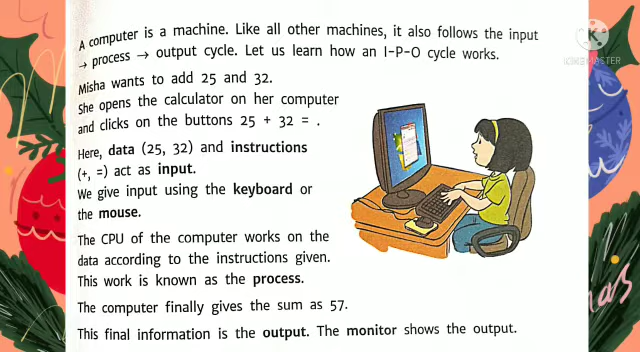 A computer is a machine. Like all other machines, it also follows the input
→ process → output cycle. Let us learn how an I-P-O cycle works.
Misha wants to add 25 and 32.
She opens the calculator on her computer
and clicks on the buttons 25 + 32 = .
Here, data (25, 32) and instructions
(+, =) act as input.
We give input using the keyboard or
the mouse.
The CPU of the computer works on the
data according to the instructions given.
This work is known as the process.
The computer finally gives the sum as 57.
This final information is the output. The monitor shows the output.
K
KINEMASTER
as